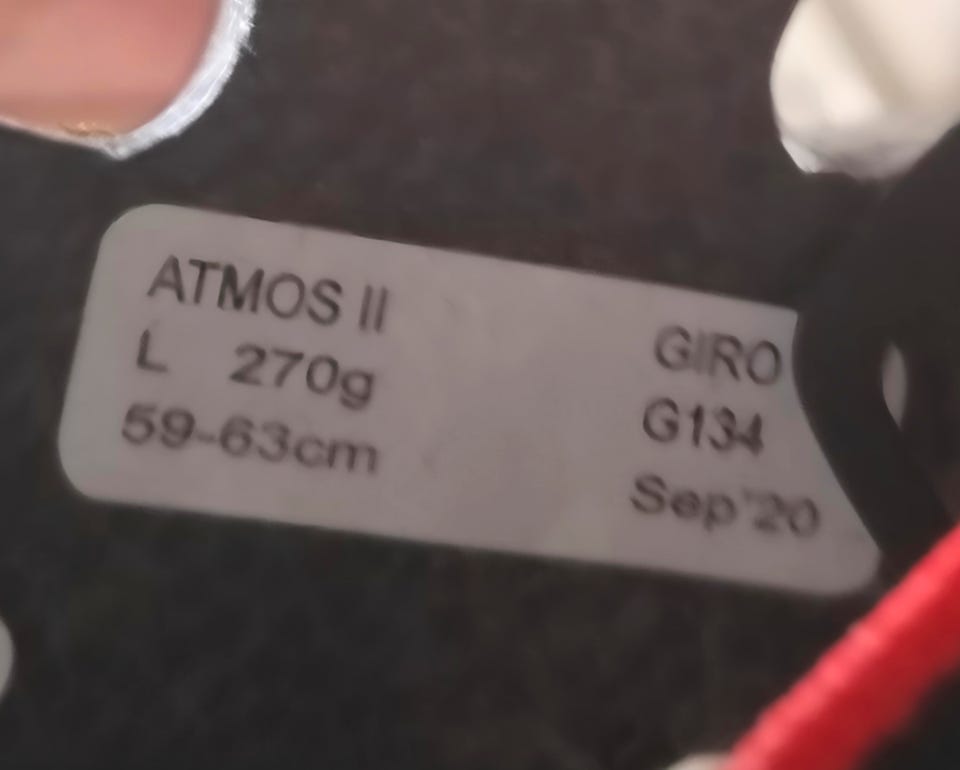 ATMOS II
L 270g
59-63cm
GIRO
G134
Sep'20